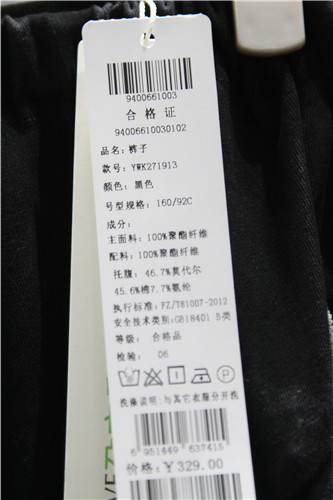 9400661003
合格证
94006610030102
品名: 裤子
款号: YWK271913
颜色: 黑色
号型规格: 160/92C
成分:
主面料: 100%聚酯纤维
配料: 100%聚酯纤维
托腹: 46.7%莫代尔
45.6%棉7.7%氨纶
执行标准: FZ/T81007-2012
安全技术类别: GB18401 B类
等级: 合格品
检验: 06
洗涤说明: 与其它衣服分开洗
6 951449 637415
价格: ￥329.00